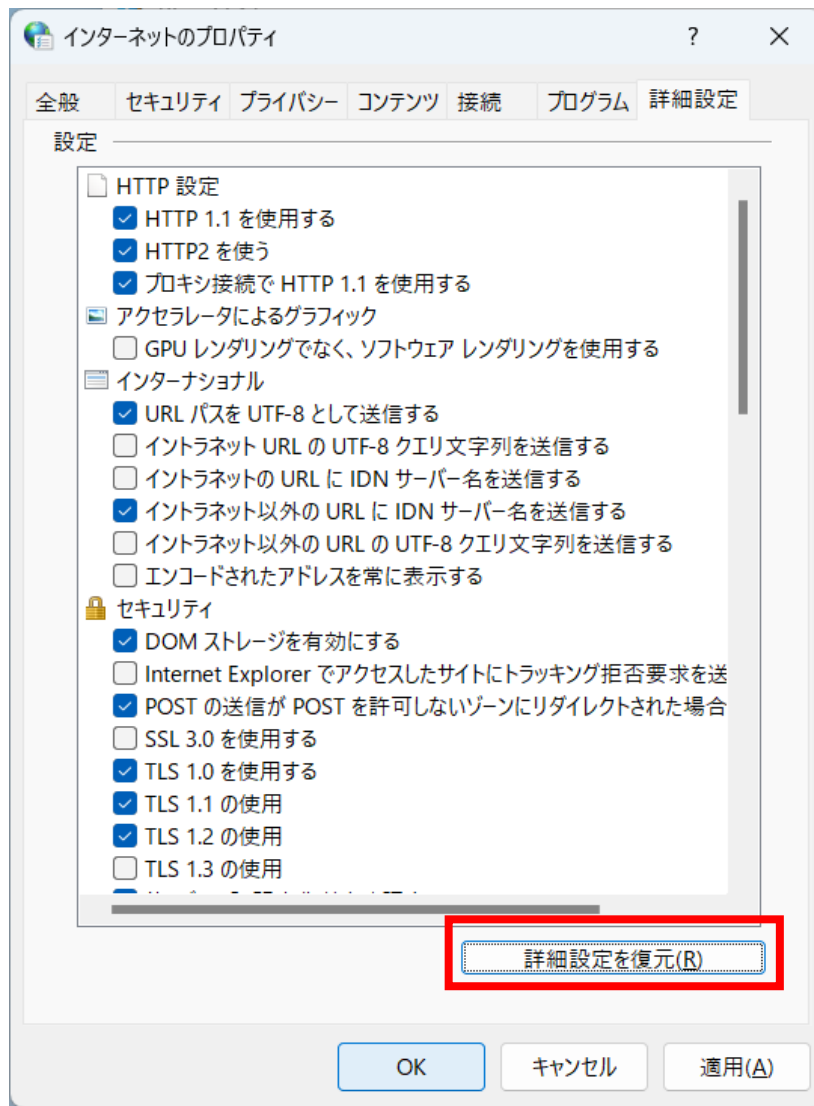 インターネットのプロパティ
?
全般
セキュリティ
プライバシー
コンテンツ
接続
プログラム
詳細設定
設定
HTTP 設定
HTTP 1.1 を使用する
HTTP2 を使う
プロキシ接続で HTTP 1.1 を使用する
アクセラレータによるグラフィック
GPU レンダリングでなく、ソフトウェア レンダリングを使用する
インターナショナル
URL パスを UTF-8 として送信する
イントラネット URL の UTF-8 クエリ文字列を送信する
イントラネットの URL に IDN サーバー名を送信する
イントラネット以外の URL に IDN サーバー名を送信する
イントラネット以外の URL の UTF-8 クエリ文字列を送信する
エンコードされたアドレスを常に表示する
セキュリティ
DOM ストレージを有効にする
Internet Explorer でアクセスしたサイトにトラッキング拒否要求を送
POST の送信が POST を許可しないゾーンにリダイレクトされた場合
SSL 3.0 を使用する
TLS 1.0 を使用する
TLS 1.1 の使用
TLS 1.2 の使用
TLS 1.3 の使用
詳細設定を復元(R)
OK
キャンセル
適用(A)